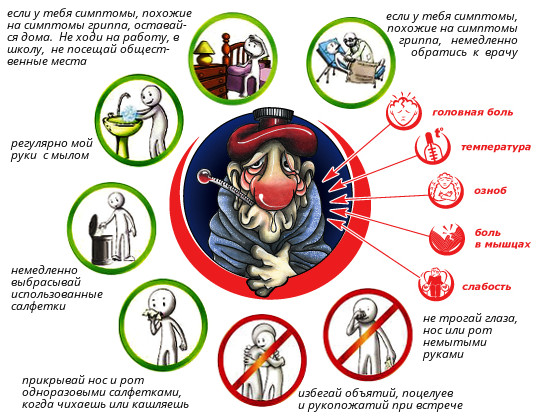 если у тебя симптомы, похожие
на симптомы гриппа, оставай-
ся дома. Не ходи на работу, в
школу, не посещай общест-
венные места
если у тебя симптомы,
похожие на симптомы
гриппа, немедленно
обратись к врачу
регулярно мой
руки с мылом
головная боль
температура
озноб
боль
в мышцах
слабость
немедленно
выбрасывай
использованные
салфетки
не трогай глаза,
нос или рот
немытыми
руками
прикрывай нос и рот
одноразовыми салфетками,
когда чихаешь или кашляешь
избегай объятий, поцелуев
и рукопожатий при встрече